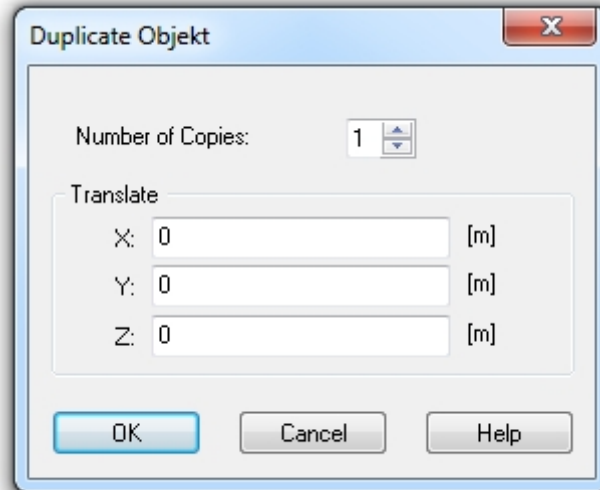 Duplicate Objekt
Number of Copies: 1
Translate
X: 0 [m]
Y: 0 [m]
Z: 0 [m]
OK Cancel Help